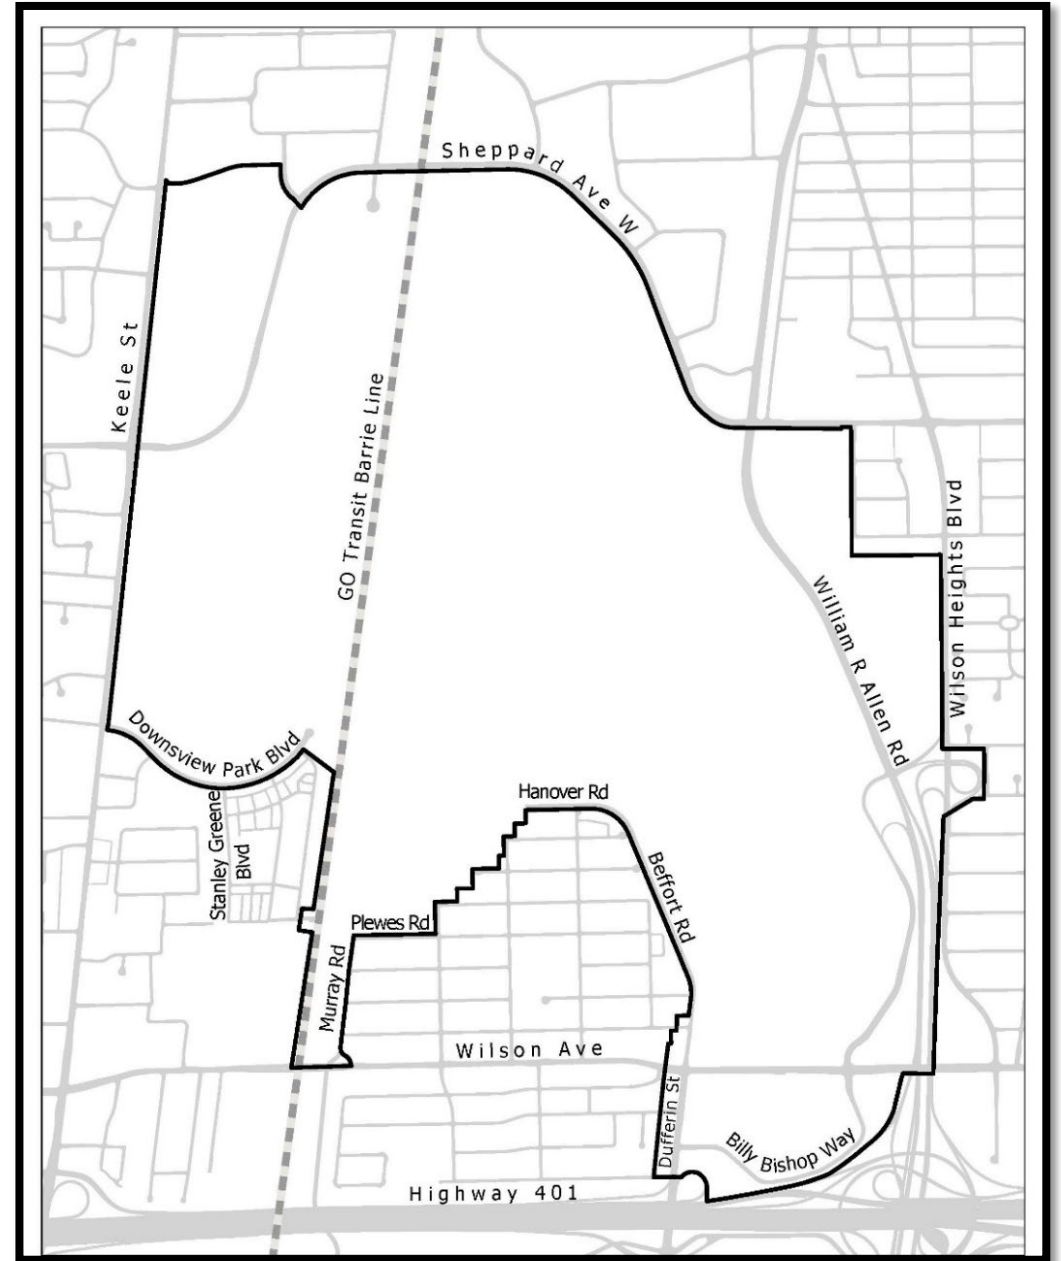 Sheppard Ave W
Keele St
GO Transit Barrie Line
Wilson Heights Blvd
William R Allen Rd
Downsview Park Blvd
Stanley Greene
Blvd
Hanover Rd
Beffort Rd
Plewes Rd
Murray Rd
Wilson Ave
Dufferin St
Billy Bishop Way
Highway 401